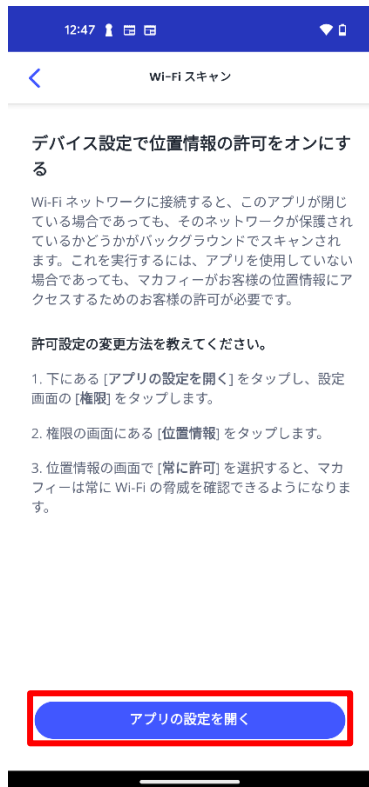 12:47
Wi-Fi スキャン
デバイス設定で位置情報の許可をオンにす
る
Wi-Fi ネットワークに接続すると、このアプリが閉じ
ている場合であっても、そのネットワークが保護され
ているかどうかがバックグラウンドでスキャンされ
ます。これを実行するには、アプリを使用していない
場合であっても、マカフィーがお客様の位置情報にア
クセスするためのお客様の許可が必要です。
許可設定の変更方法を教えてください。
1. 下にある [アプリの設定を開く] をタップし、設定
画面の [権限] をタップします。
2. 権限の画面にある [位置情報] をタップします。
3. 位置情報の画面で [常に許可] を選択すると、マカ
フィーは常に Wi-Fi の脅威を確認できるようになりま
す。
アプリの設定を開く